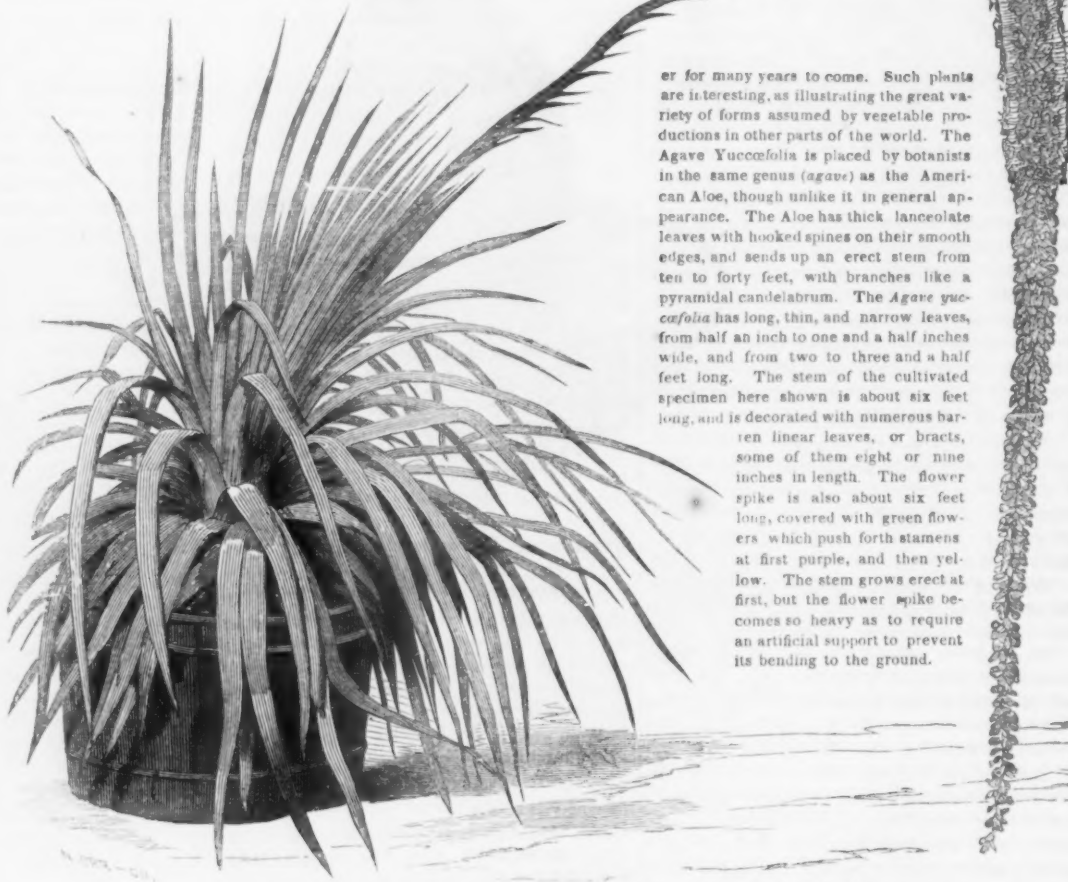 er for many years to come. Such plants
are interesting, as illustrating the great va-
riety of forms assumed by vegetable pro-
ductions in other parts of the world. The
Agave Yuccœfolia is placed by botanists
in the same genus (agave) as the Ameri-
can Aloe, though unlike it in general ap-
pearance. The Aloe has thick lanceolate
leaves with hooked spines on their smooth
edges, and sends up an erect stem from
ten to forty feet, with branches like a
pyramidal candelabrum. The Agave yuc-
cœfolia has long, thin, and narrow leaves,
from half an inch to one and a half inches
wide, and from two to three and a half
feet long. The stem of the cultivated
specimen here shown is about six feet
long, and is decorated with numerous bar-
ren linear leaves, or bracts,
some of them eight or nine
inches in length. The flower
spike is also about six feet
long, covered with green flow-
ers which push forth stamens
at first purple, and then yel-
low. The stem grows erect at
first, but the flower spike be-
comes so heavy as to require
an artificial support to prevent
its bending to the ground.